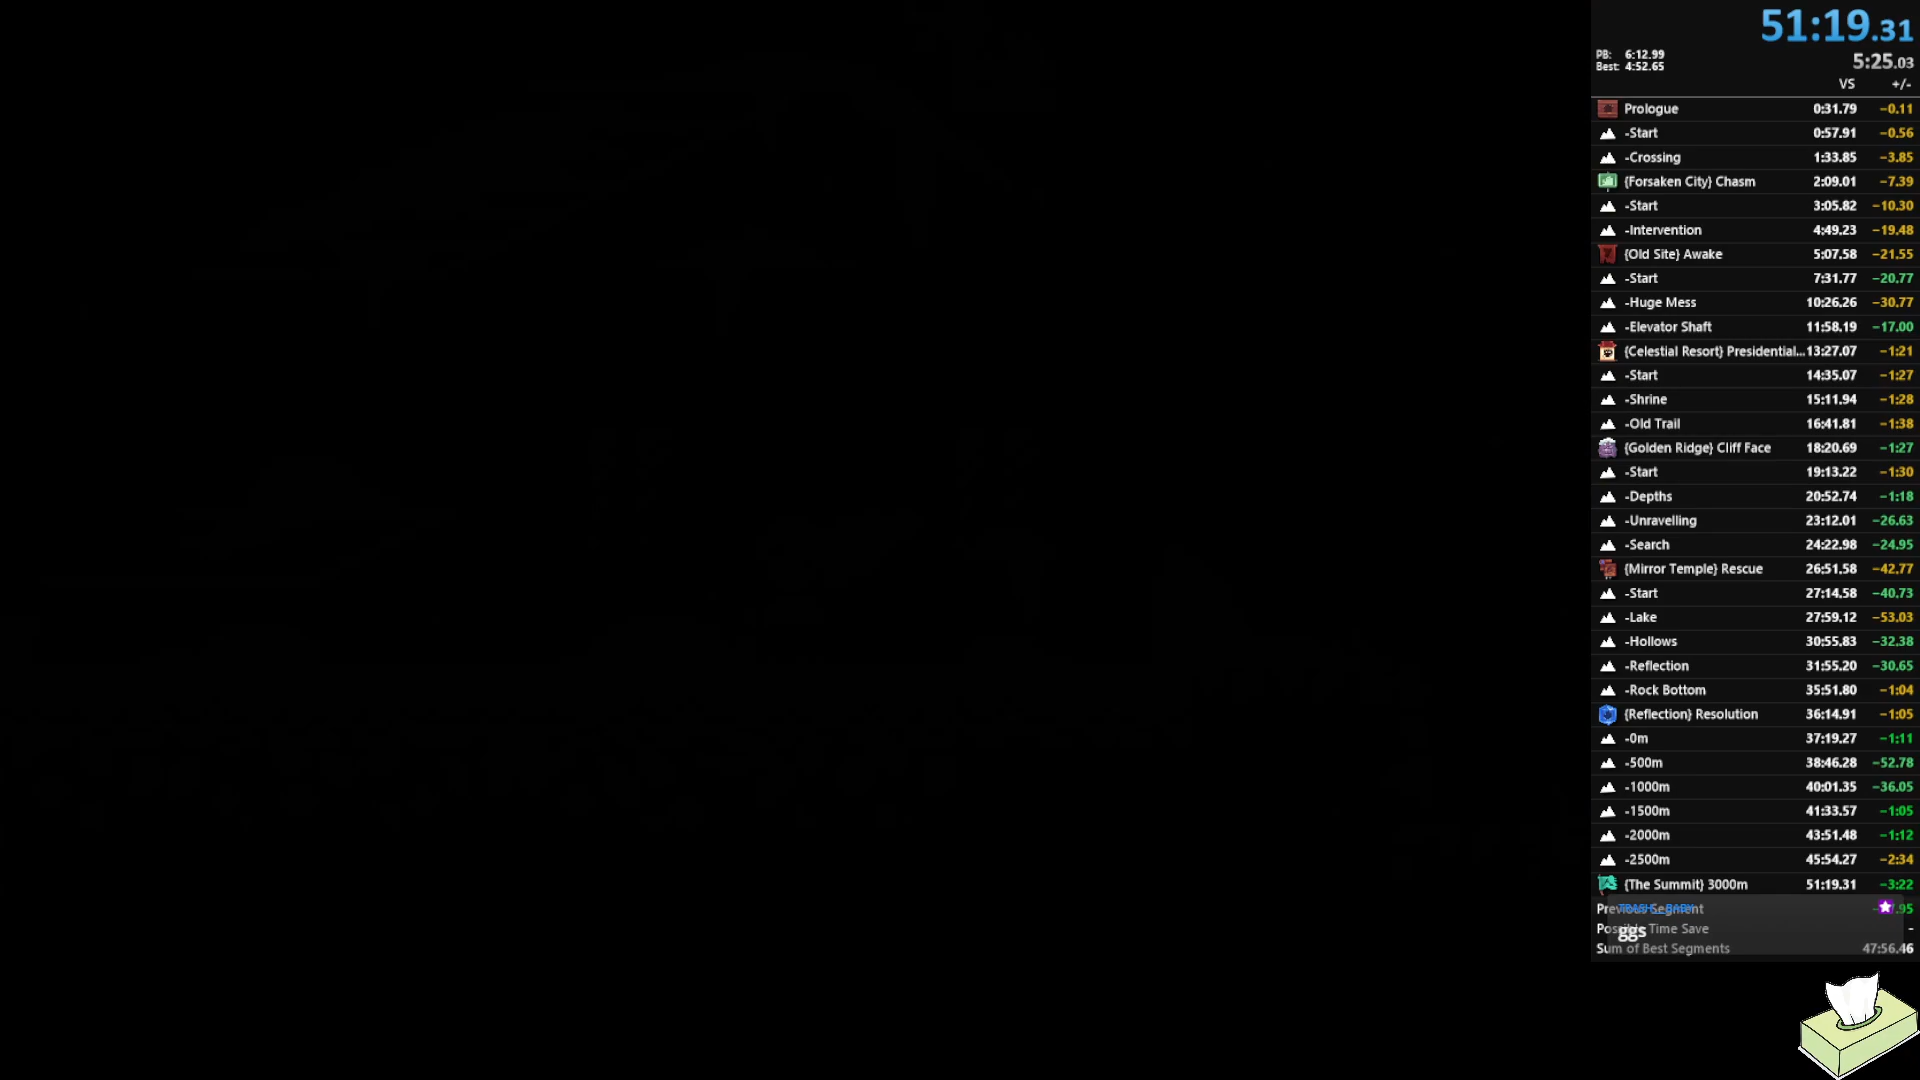 51:19.31
PB: 6:12.99
Best: 4:52.65
5:25.03
VS +/-
Prologue 0:31.79 −0.11
-Start 0:57.91 −0.56
-Crossing 1:33.85 −3.85
{Forsaken City} Chasm 2:09.01 −7.39
-Start 3:05.82 −10.30
-Intervention 4:49.23 −19.48
{Old Site} Awake 5:07.58 −21.55
-Start 7:31.77 −20.77
-Huge Mess 10:26.26 −30.77
-Elevator Shaft 11:58.19 −17.00
{Celestial Resort} Presidential... 13:27.07 −1:21
-Start 14:35.07 −1:27
-Shrine 15:11.94 −1:28
-Old Trail 16:41.81 −1:38
{Golden Ridge} Cliff Face 18:20.69 −1:27
-Start 19:13.22 −1:30
-Depths 20:52.74 −1:18
-Unravelling 23:12.01 −26.63
-Search 24:22.98 −24.95
{Mirror Temple} Rescue 26:51.58 −42.77
-Start 27:14.58 −40.73
-Lake 27:59.12 −53.03
-Hollows 30:55.83 −32.38
-Reflection 31:55.20 −30.65
-Rock Bottom 35:51.80 −1:04
{Reflection} Resolution 36:14.91 −1:05
-0m 37:19.27 −1:11
-500m 38:46.28 −52.78
-1000m 40:01.35 −36.05
-1500m 41:33.57 −1:05
-2000m 43:51.48 −1:12
-2500m 45:54.27 −2:34
{The Summit} 3000m 51:19.31 −3:22
Previous Segment
Possible Time Save -
ggs
Sum of Best Segments 47:56.46